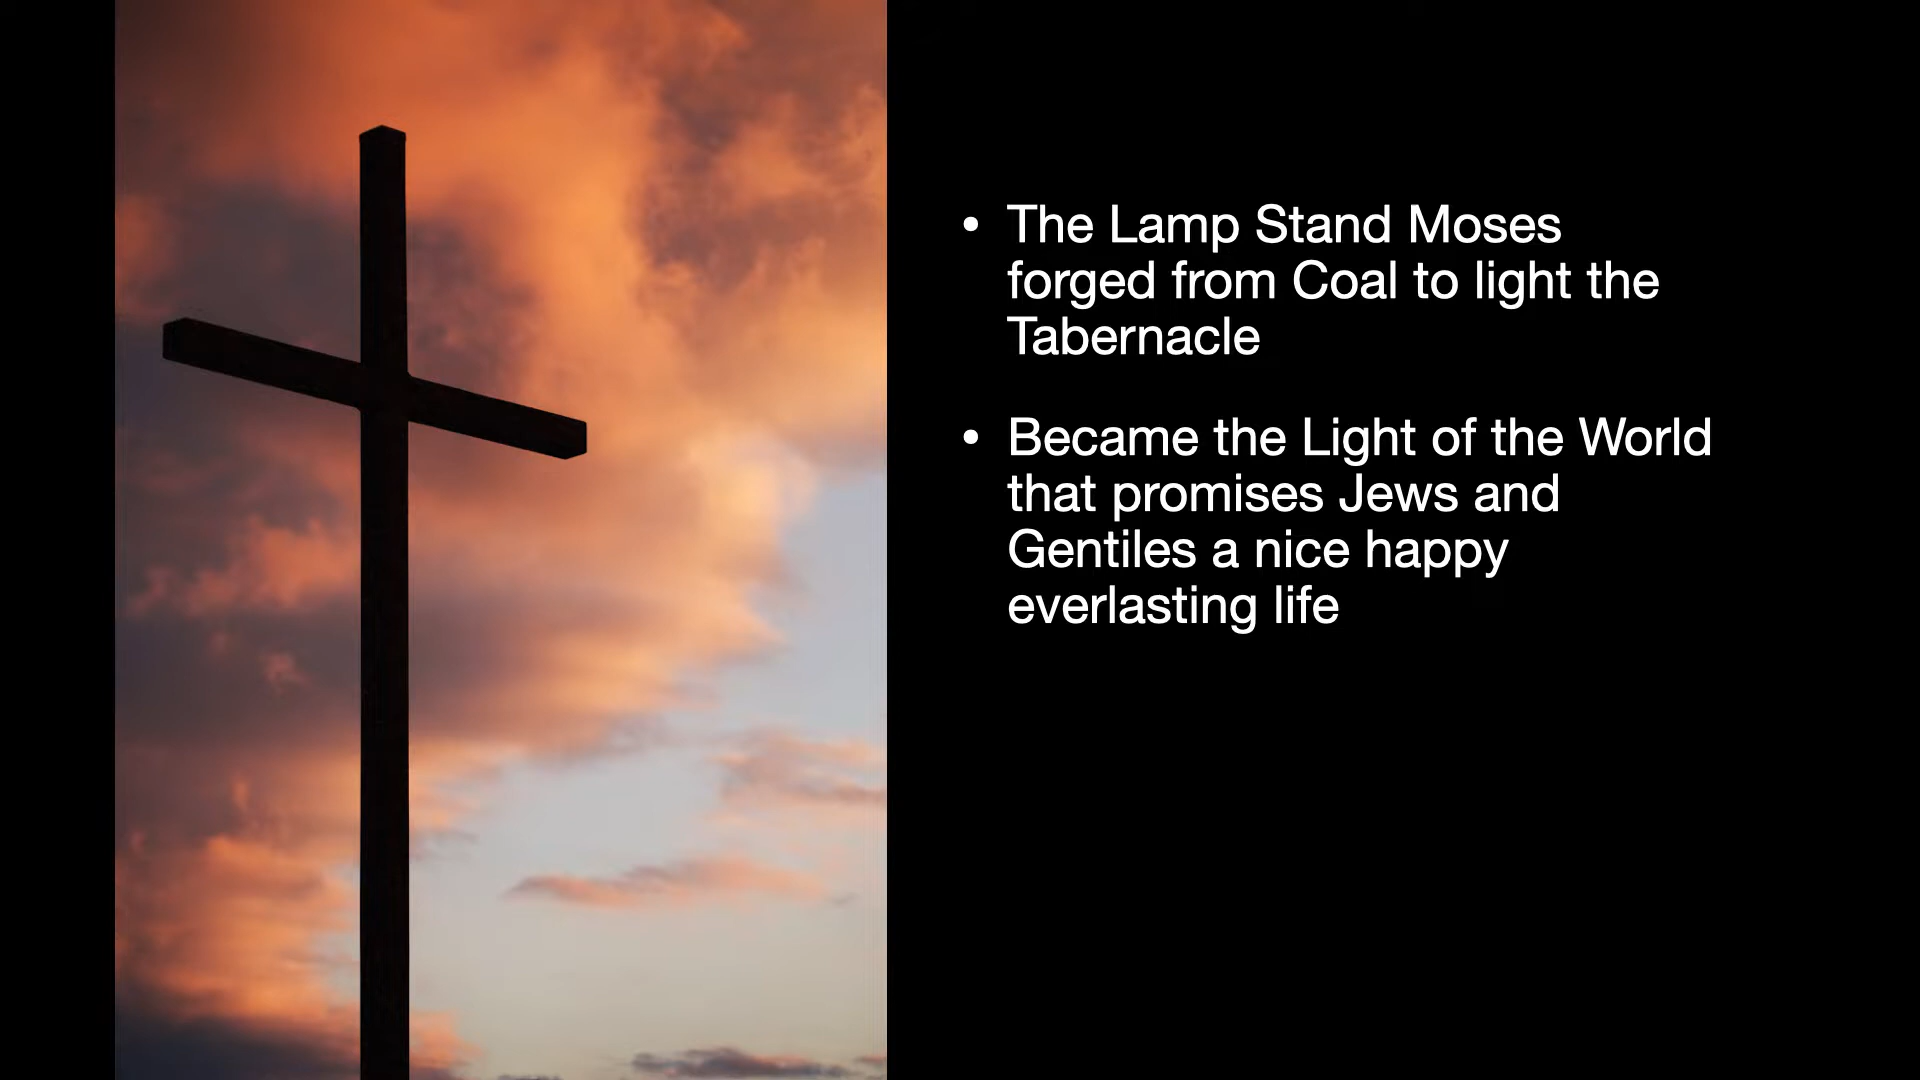 • The Lamp Stand Moses
forged from Coal to light the
Tabernacle
• Became the Light of the World
that promises Jews and
Gentiles a nice happy
everlasting life